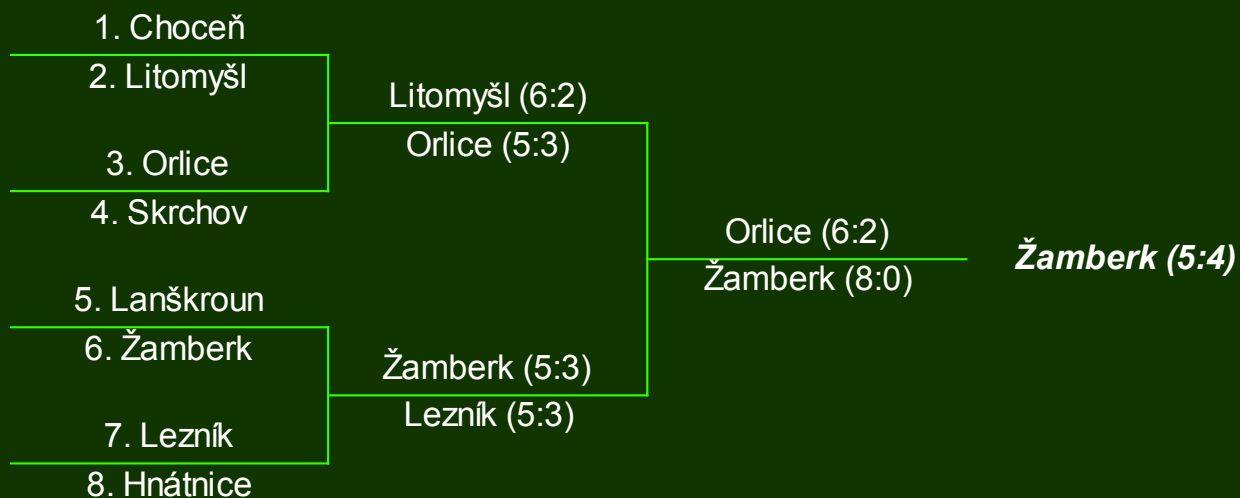 1. Choceň
2. Litomyšl
3. Orlice
4. Skrchov
5. Lanškroun
6. Žamberk
7. Lezník
8. Hnátnice
Litomyšl (6:2)
Orlice (5:3)
Žamberk (5:3)
Lezník (5:3)
Orlice (6:2)
Žamberk (8:0)
Žamberk (5:4)